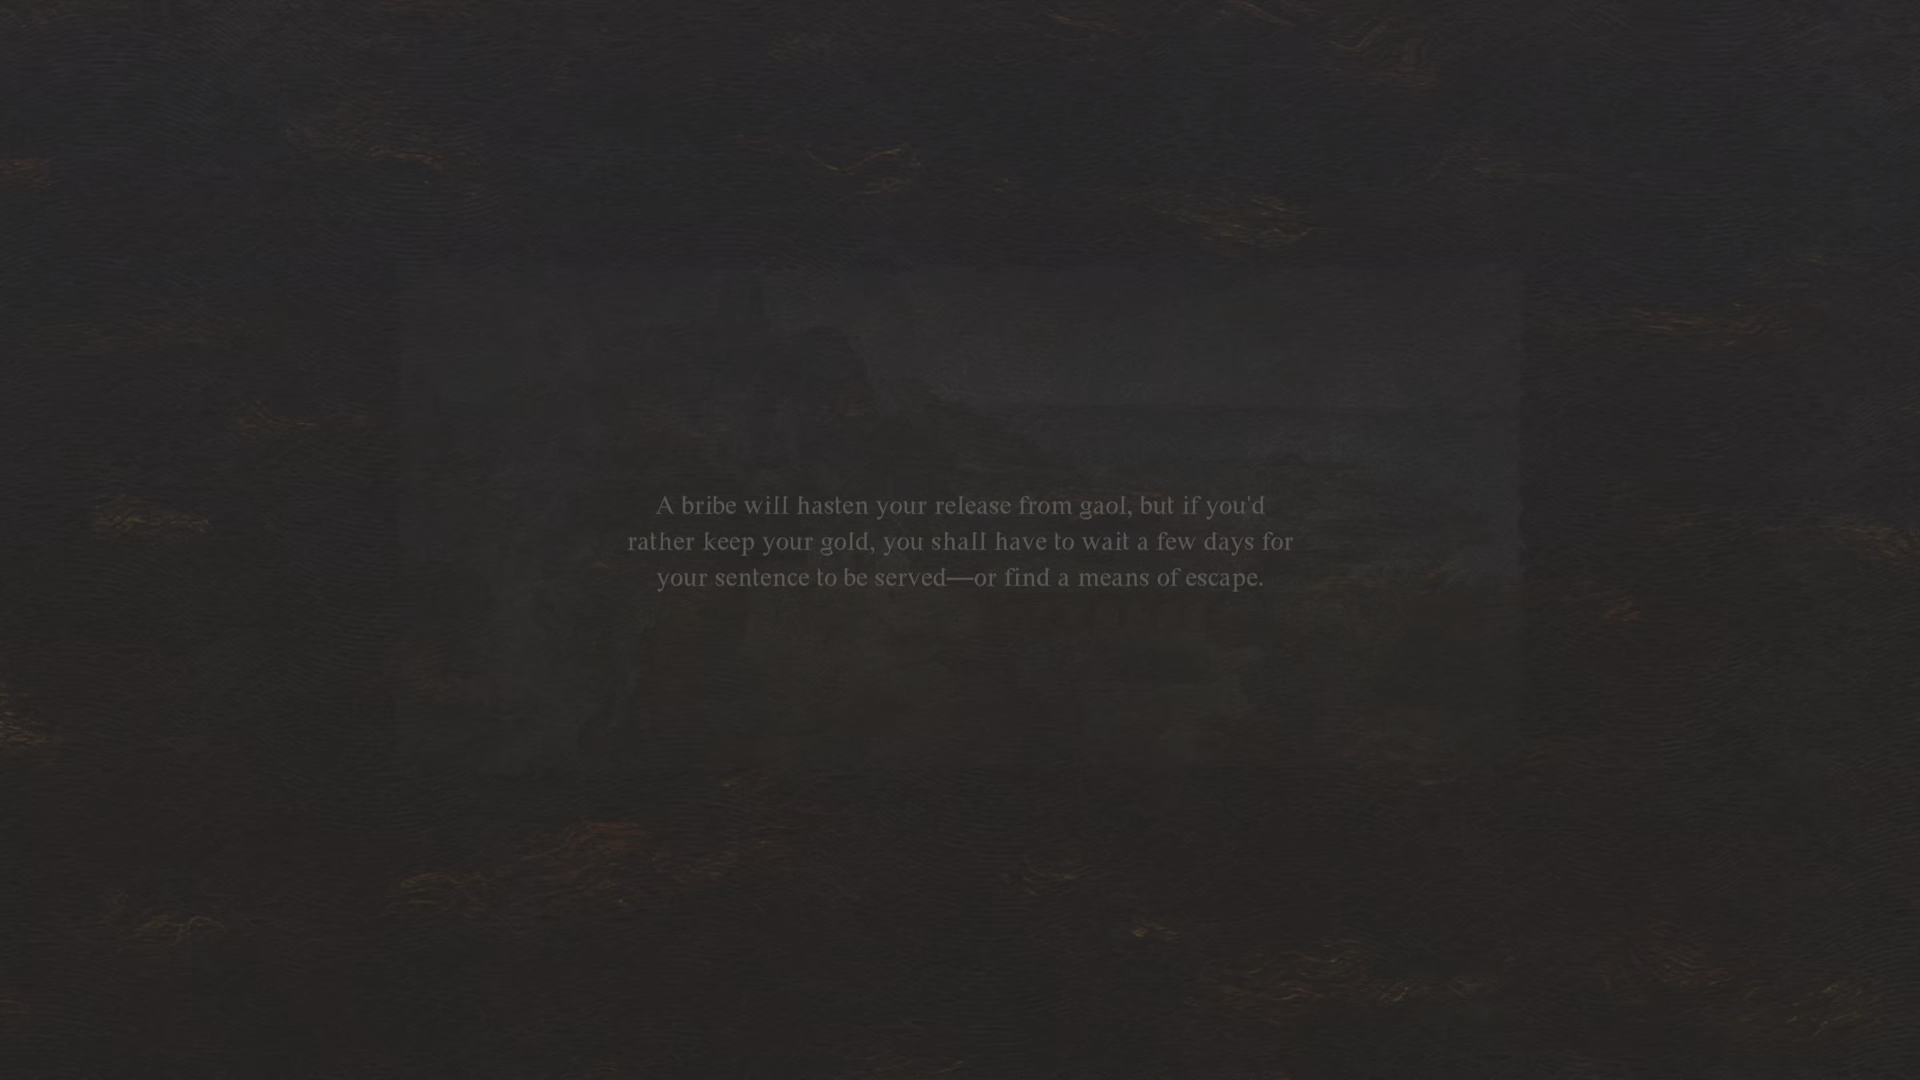 A bribe will hasten your release from gaol, but if you'd
rather keep your gold, you shall have to wait a few days for
your sentence to be served—or find a means of escape.